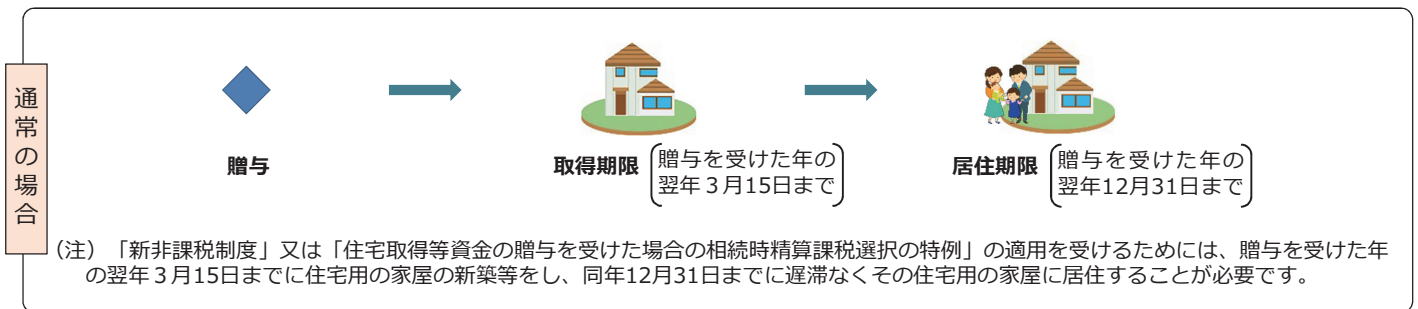 通常の場合
贈与
取得期限
贈与を受けた年の
翌年３月15日まで
居住期限
贈与を受けた年の
翌年12月31日まで
（注）「新非課税制度」又は「住宅取得等資金の贈与を受けた場合の相続時精算課税選択の特例」の適用を受けるためには、贈与を受けた年
の翌年３月15日までに住宅用の家屋の新築等をし、同年12月31日までに遅滞なくその住宅用の家屋に居住することが必要です。